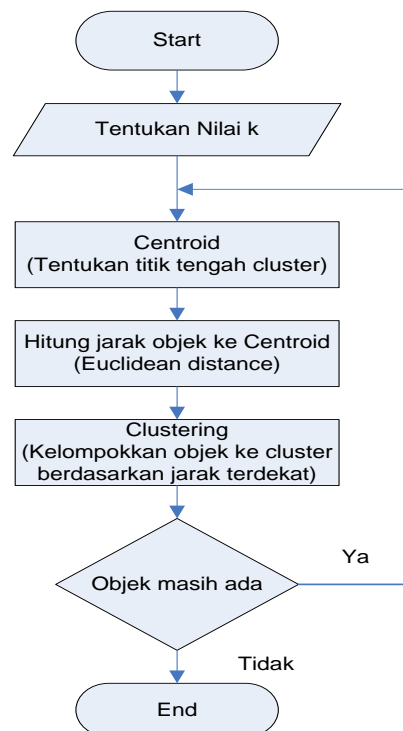 Start
Tentukan Nilai k
Centroid
(Tentukan titik tengah cluster)
Hitung jarak objek ke Centroid
(Euclidean distance)
Clustering
(Kelompokkan objek ke cluster
berdasarkan jarak terdekat)
Objek masih ada
Ya
Tidak
End